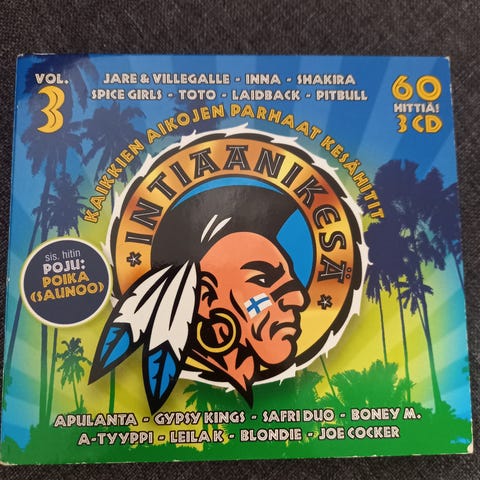 VOL.
3
JARE & VILLEGALLE - INNA - SHAKIRA
SPICE GIRLS - TOTO - LAIDBACK - PITBULL
60
HITTIÄ!
3 CD
KAIKKIEN AIKOJEN PARHAAT KESÄHITIT
INTIAANIKESÄ
sis. hitin
POJU:
POIKA
(SAUNOO)
APULANTA - GYPSY KINGS - SAFRI DUO - BONEY M.
A-TYYPPI - LEILA K - BLONDIE - JOE COCKER